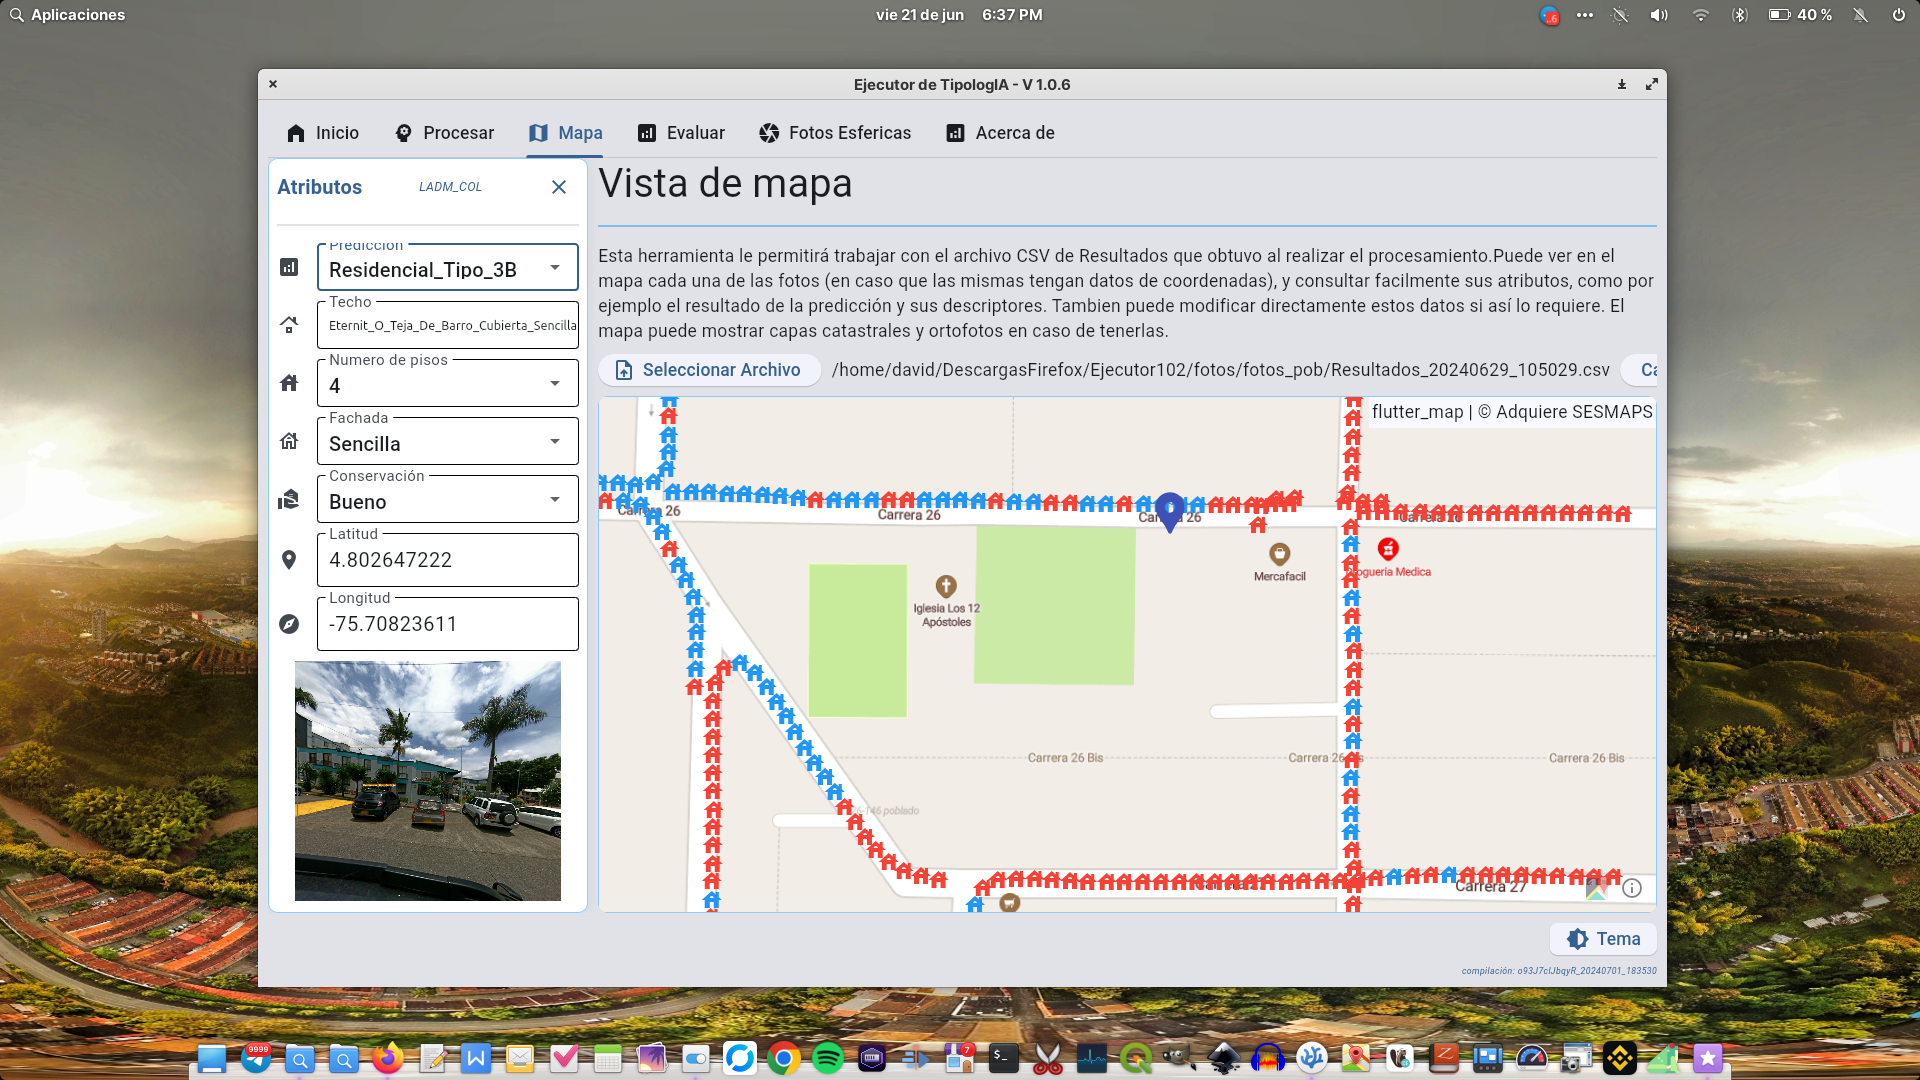 Aplicaciones
vie 21 de jun 6:37 PM
6
40 %
Ejecutor de TipologIA - V 1.0.6
Inicio
Procesar
Mapa
Evaluar
Fotos Esfericas
Acerca de
Atributos
LADM_COL
Predicción
Residencial_Tipo_3B
Techo
Eternit_O_Teja_De_Barro_Cubierta_Sencilla
Numero de pisos
4
Fachada
Sencilla
Conservación
Bueno
Latitud
4.802647222
Longitud
-75.70823611
Vista de mapa
Esta herramienta le permitirá trabajar con el archivo CSV de Resultados que obtuvo al realizar el procesamiento.Puede ver en el
mapa cada una de las fotos (en caso que las mismas tengan datos de coordenadas), y consultar facilmente sus atributos, como por
ejemplo el resultado de la predicción y sus descriptores. Tambien puede modificar directamente estos datos si así lo requiere. El
mapa puede mostrar capas catastrales y ortofotos en caso de tenerlas.
Seleccionar Archivo
/home/david/DescargasFirefox/Ejecutor102/fotos/fotos_pob/Resultados_20240629_105029.csv
Ca
flutter_map | © Adquiere SESMAPS
Carrera 26
Carrera 26
Carrera 26
Carrera 26
Mercafacil
Drogueria Medica
Iglesia Los 12
Apóstoles
Carrera 26 Bis
Carrera 26 Bis
Carrera 26 Bis
poblado
Carrera 27
Carrera 27
Tema
compilación: o93J7cIJbqyR_20240701_183530
9999
7